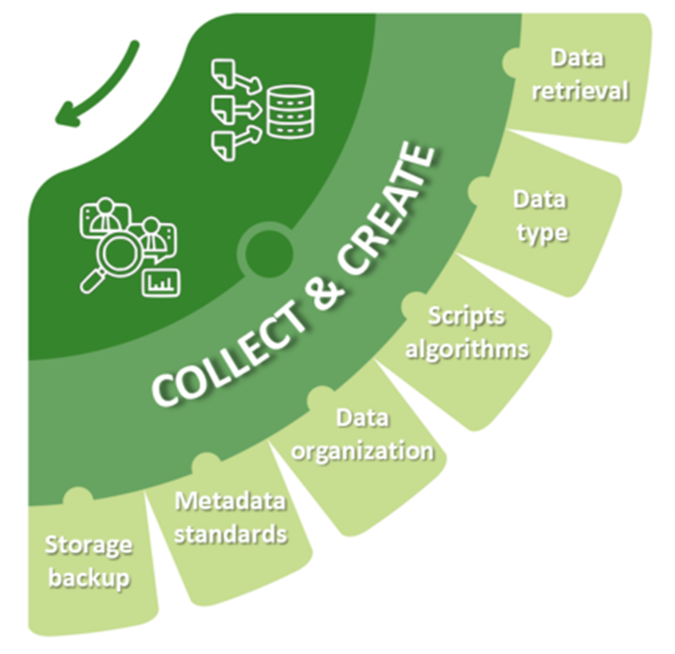 Data
retrieval
Data
type
COLLECT & CREATE
Scripts
algorithms
Data
organization
Metadata
standards
Storage
backup